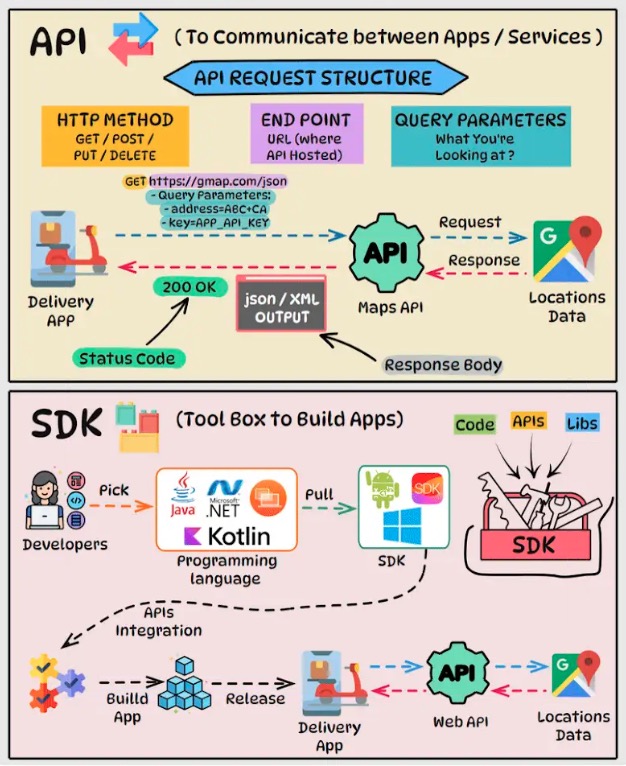 API
(To Communicate between Apps / Services)
API REQUEST STRUCTURE
HTTP METHOD
GET / POST /
PUT / DELETE
END POINT
URL (where
API Hosted)
QUERY PARAMETERS
What You're
Looking at?
GET https://gmap.com/json
- Query Parameters:
- address=ABC+CA
- key=APP_API_KEY
Delivery
APP
API
Maps API
Request
Response
G
Locations
Data
200 OK
json / XML
OUTPUT
Status Code
Response Body
SDK
(Tool Box to Build Apps)
Code
APIs
Libs
Developers
Pick
Java
Microsoft
.NET
Kotlin
Programming
language
Pull
SDK
SDK
SDK
APIs
Integration
Builld
App
Release
Delivery
App
API
Web API
G
Locations
Data